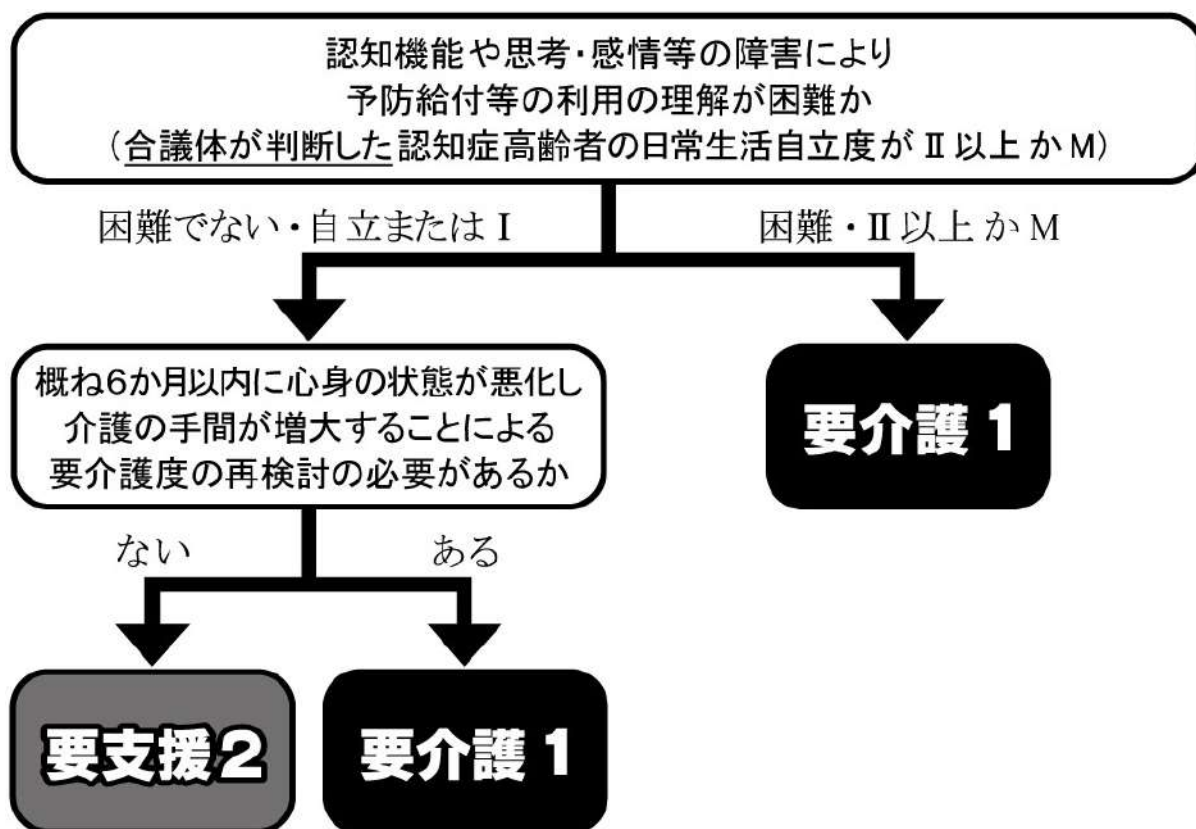 認知機能や思考・感情等の障害により
予防給付等の利用の理解が困難か
(合議体が判断した認知症高齢者の日常生活自立度がⅡ以上かM)
困難でない・自立またはⅠ
困難・Ⅱ以上かM
概ね6か月以内に心身の状態が悪化し
介護の手間が増大することによる
要介護度の再検討の必要があるか
要介護1
ない
ある
要支援2
要介護1